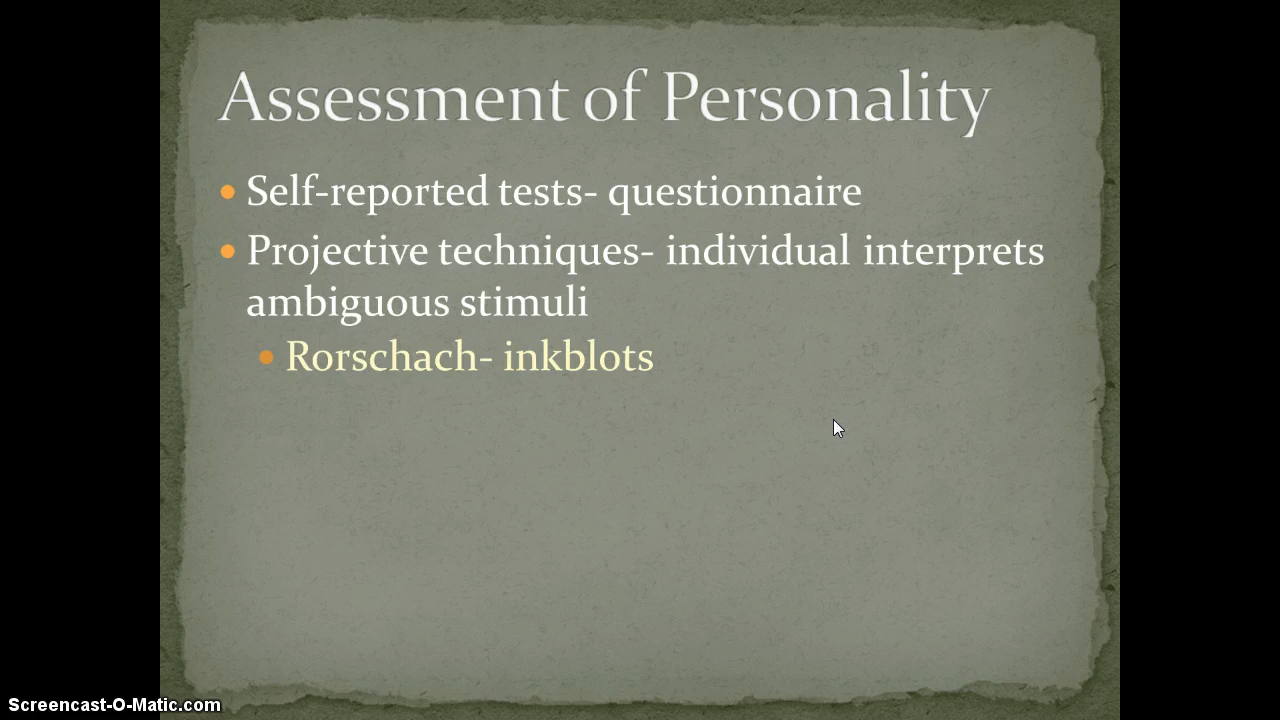 Assessment of Personality
Self-reported tests- questionnaire
Projective techniques- individual interprets
ambiguous stimuli
Rorschach- inkblots
Screencast-O-Matic.com